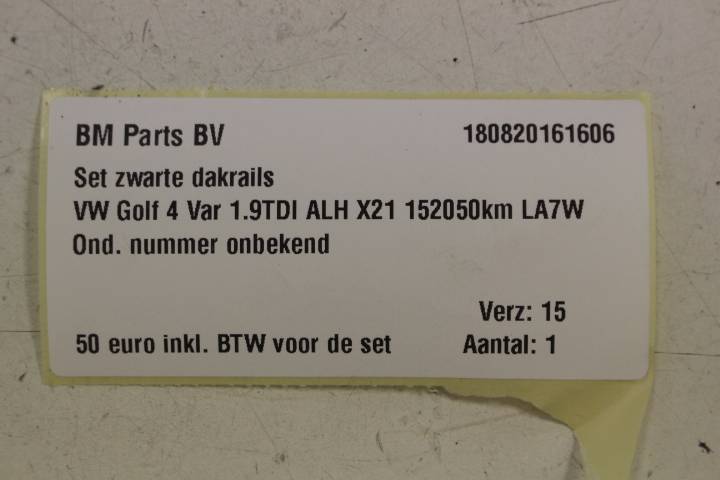 BM Parts BV 180820161606
Set zwarte dakrails
VW Golf 4 Var 1.9TDI ALH X21 152050km LA7W
Ond. nummer onbekend
Verz: 15
50 euro inkl. BTW voor de set Aantal: 1